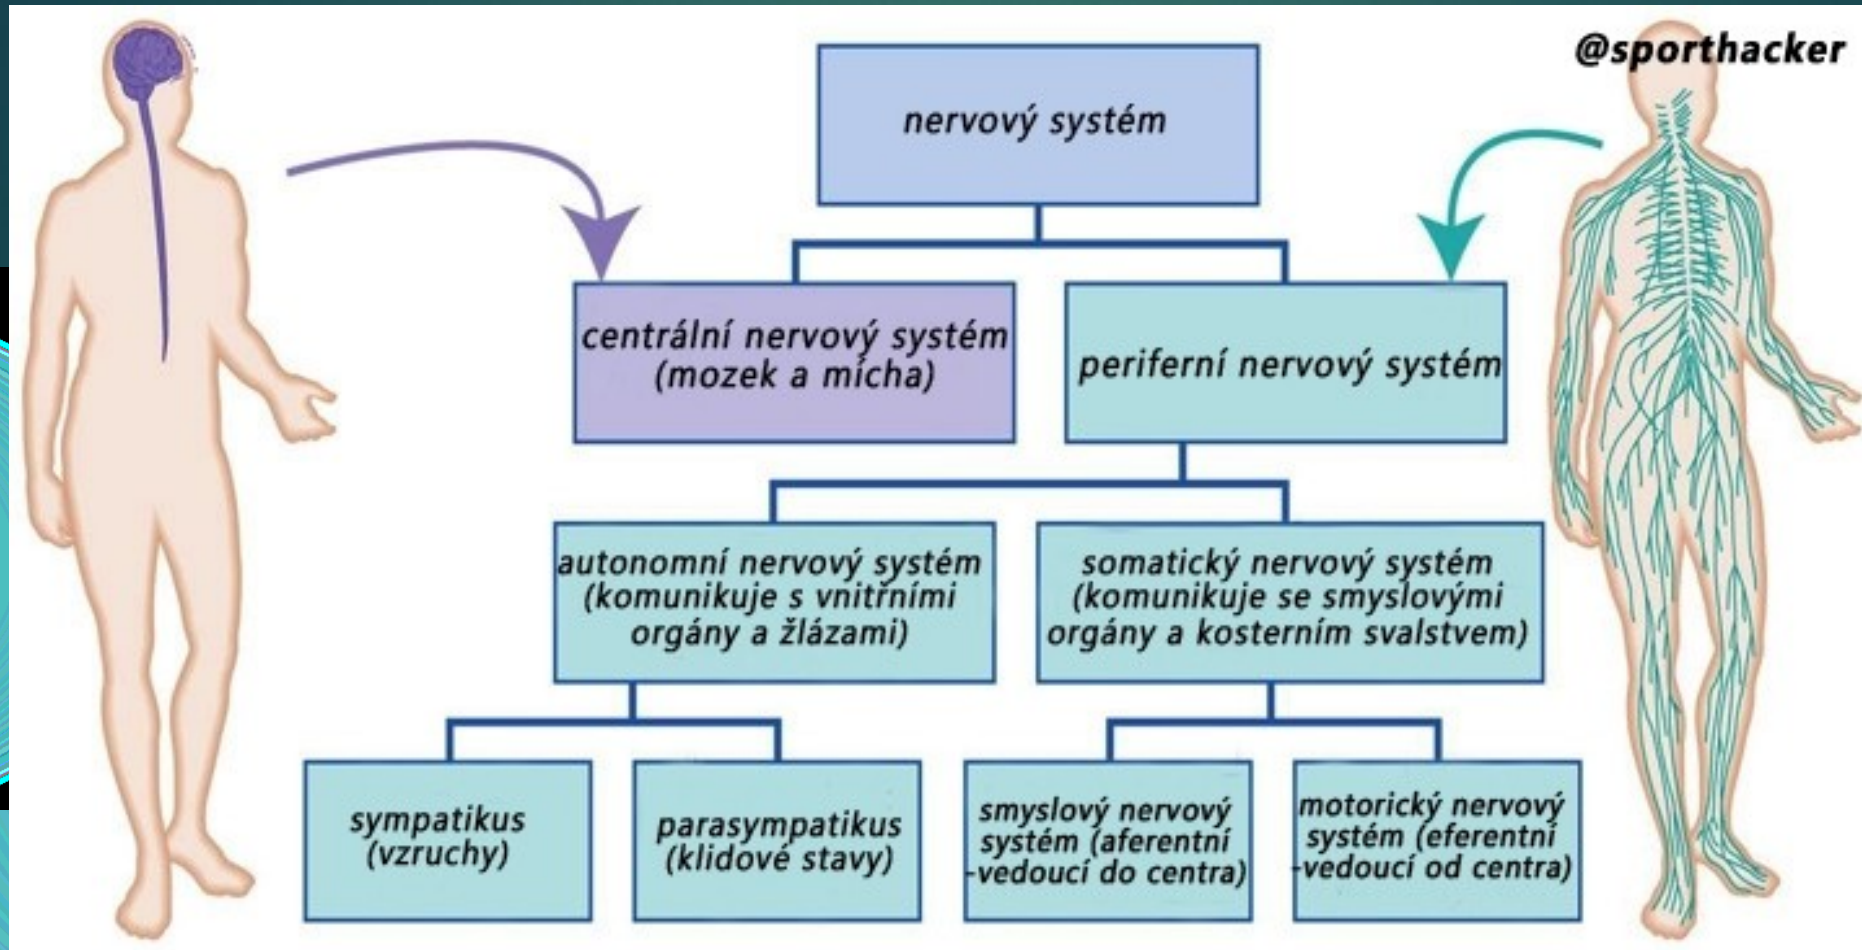 @sporthacker
nervový systém
centrální nervový systém
(mozek a mícha)
periferní nervový systém
autonomní nervový systém
(komunikuje s vnitřními
orgány a žlázami)
somatický nervový systém
(komunikuje se smyslovými
orgány a kosterním svalstvem)
sympatikus
(vzruchy)
parasympatikus
(klidové stavy)
smyslový nervový
systém (aferentní
-vedoucí do centra)
motorický nervový
systém (eferentní
-vedoucí od centra)